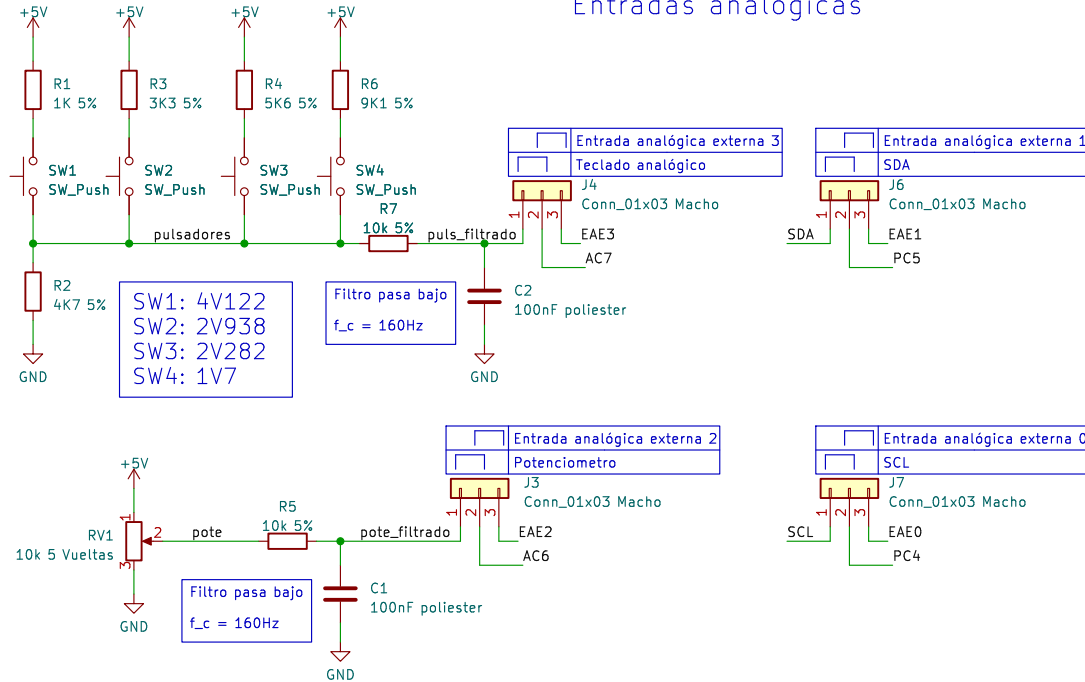 Entradas analógicas
+5V
+5V
+5V
+5V
R1
1K 5%
R3
3K3 5%
R4
5K6 5%
R6
9K1 5%
SW1
SW_Push
SW2
SW_Push
SW3
SW_Push
SW4
SW_Push
R7
10k 5%
pulsadores
puls_filtrado
R2
4K7 5%
GND
SW1: 4V122
SW2: 2V938
SW3: 2V282
SW4: 1V7
Filtro pasa bajo
f_c = 160Hz
C2
100nF poliester
GND
Entrada analógica externa 3
Teclado analógico
J4
Conn_01x03 Macho
1
2
3
EAE3
AC7
Entrada analógica externa 1
SDA
J6
Conn_01x03 Macho
1
2
3
SDA
EAE1
PC5
+5V
RV1
10k 5 Vueltas
1
2
3
GND
pote
R5
10k 5%
pote_filtrado
Filtro pasa bajo
f_c = 160Hz
C1
100nF poliester
GND
Entrada analógica externa 2
Potenciometro
J3
Conn_01x03 Macho
1
2
3
EAE2
AC6
Entrada analógica externa 0
SCL
J7
Conn_01x03 Macho
1
2
3
SCL
EAE0
PC4